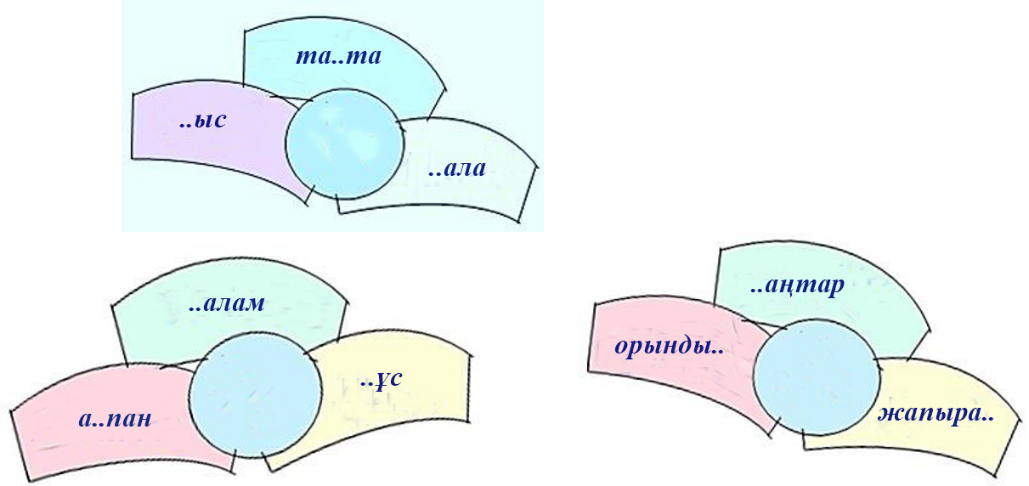 та..та
..ыс
..ала
..алам
а..пан
..ұс
..аңтар
орынды..
жапыра..